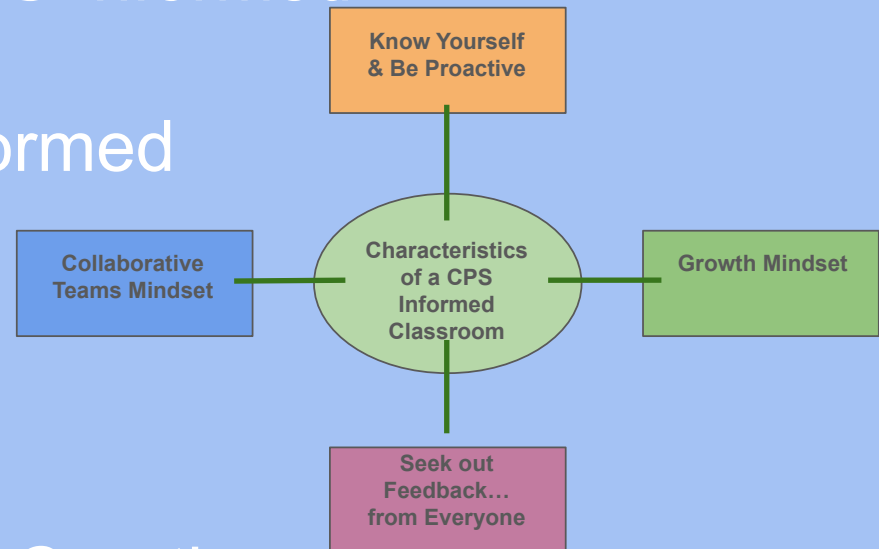 Know Yourself
& Be Proactive
ormed
Collaborative
Teams Mindset
Characteristics
of a CPS
Informed
Classroom
Growth Mindset
Seek out
Feedback…
from Everyone